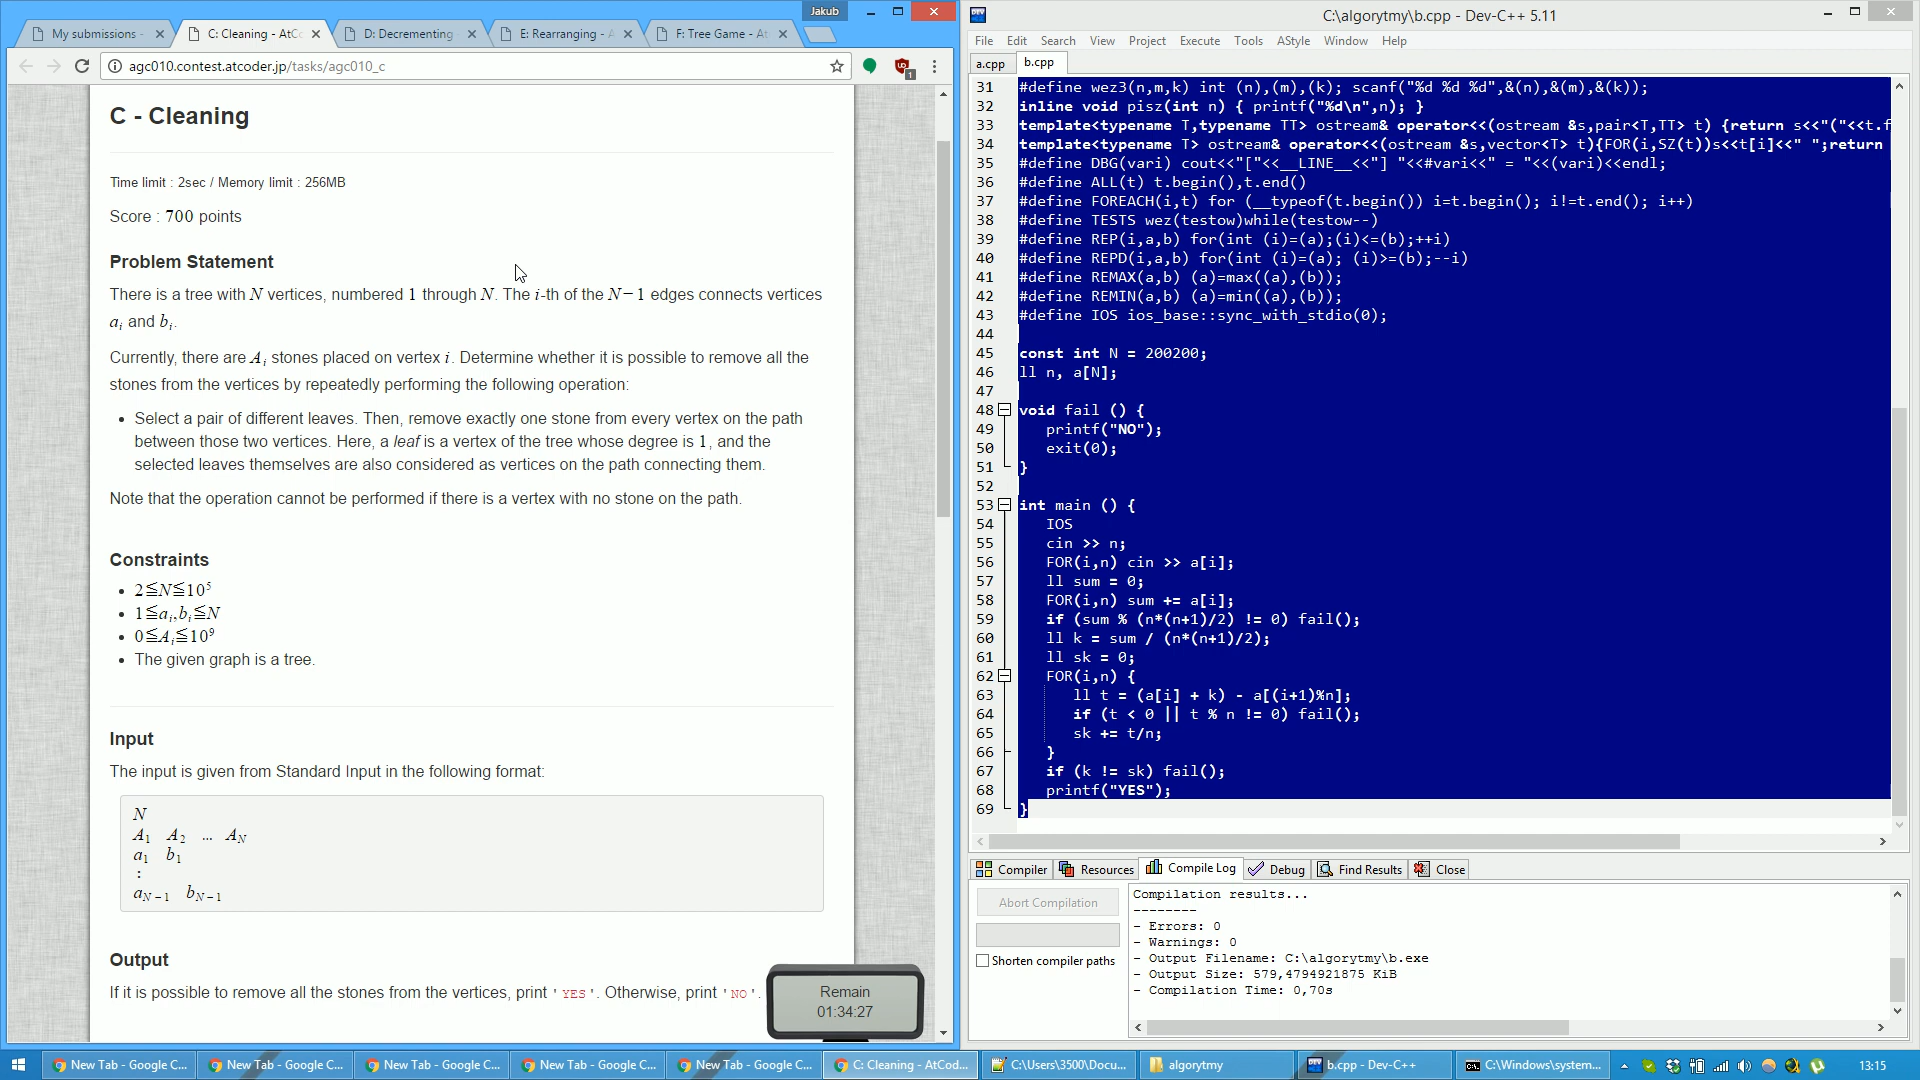 Jakub
My submissions -
C: Cleaning - AtCo
D: Decrementing
E: Rearranging - A
F: Tree Game - At
agc010.contest.atcoder.jp/tasks/agc010_c
C - Cleaning
Time limit : 2sec / Memory limit : 256MB
Score : 700 points
Problem Statement
There is a tree with N vertices, numbered 1 through N. The i-th of the N−1 edges connects vertices
a_i and b_i.
Currently, there are A_i stones placed on vertex i. Determine whether it is possible to remove all the
stones from the vertices by repeatedly performing the following operation:
• Select a pair of different leaves. Then, remove exactly one stone from every vertex on the path
between those two vertices. Here, a leaf is a vertex of the tree whose degree is 1, and the
selected leaves themselves are also considered as vertices on the path connecting them.
Note that the operation cannot be performed if there is a vertex with no stone on the path.
Constraints
• 2≦N≦10^5
• 1≦a_i,b_i≦N
• 0≦A_i≦10^9
• The given graph is a tree.
Input
The input is given from Standard Input in the following format:
N
A_1 A_2 … A_N
a_1 b_1
:
a_{N−1} b_{N−1}
Output
If it is possible to remove all the stones from the vertices, print ' YES '. Otherwise, print ' NO '.
Remain
01:34:27
C:\algorytmy\b.cpp - Dev-C++ 5.11
File Edit Search View Project Execute Tools AStyle Window Help
a.cpp b.cpp
31 #define wez3(n,m,k) int (n),(m),(k); scanf("%d %d %d",&(n),&(m),&(k));
32 inline void pisz(int n) { printf("%d\n",n); }
33 template<typename T,typename TT> ostream& operator<<(ostream &s,pair<T,TT> t) {return s<<"("<<t.f
34 template<typename T> ostream& operator<<(ostream &s,vector<T> t){FOR(i,SZ(t))s<<t[i]<<" ";return
35 #define DBG(vari) cout<<"["<<__LINE__<<"] "<<#vari<<" = "<<(vari)<<endl;
36 #define ALL(t) t.begin(),t.end()
37 #define FOREACH(i,t) for (__typeof(t.begin()) i=t.begin(); i!=t.end(); i++)
38 #define TESTS wez(testow)while(testow--)
39 #define REP(i,a,b) for(int (i)=(a);(i)<=(b);++i)
40 #define REPD(i,a,b) for(int (i)=(a); (i)>=(b);--i)
41 #define REMAX(a,b) (a)=max((a),(b));
42 #define REMIN(a,b) (a)=min((a),(b));
43 #define IOS ios_base::sync_with_stdio(0);
44
45 const int N = 200200;
46 ll n, a[N];
47
48 void fail () {
49 printf("NO");
50 exit(0);
51 }
52
53 int main () {
54 IOS
55 cin >> n;
56 FOR(i,n) cin >> a[i];
57 ll sum = 0;
58 FOR(i,n) sum += a[i];
59 if (sum % (n*(n+1)/2) != 0) fail();
60 ll k = sum / (n*(n+1)/2);
61 ll sk = 0;
62 FOR(i,n) {
63 ll t = (a[i] + k) - a[(i+1)%n];
64 if (t < 0 || t % n != 0) fail();
65 sk += t/n;
66 }
67 if (k != sk) fail();
68 printf("YES");
69 }
Compiler Resources Compile Log Debug Find Results Close
Abort Compilation
Shorten compiler paths
Compilation results...
--------
- Errors: 0
- Warnings: 0
- Output Filename: C:\algorytmy\b.exe
- Output Size: 579,4794921875 KiB
- Compilation Time: 0,70s
New Tab - Google C...
New Tab - Google C...
New Tab - Google C...
New Tab - Google C...
New Tab - Google C...
C: Cleaning - AtCod...
C:\Users\3500\Docu...
algorytmy
b.cpp - Dev-C++
C:\Windows\system...
13:15